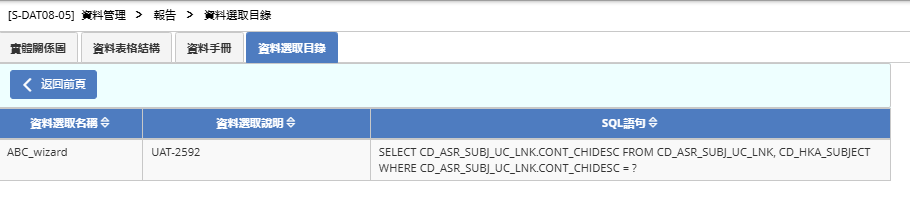 [S-DAT08-05] 資料管理 > 報告 > 資料選取目錄
實體關係圖 資料表格結構 資料手冊 資料選取目錄
返回前頁
資料選取名稱 資料選取說明 SQL語句
ABC_wizard UAT-2592 SELECT CD_ASR_SUBJ_UC_LNK.CONT_CHIDESC FROM CD_ASR_SUBJ_UC_LNK, CD_HKA_SUBJECT
WHERE CD_ASR_SUBJ_UC_LNK.CONT_CHIDESC = ?